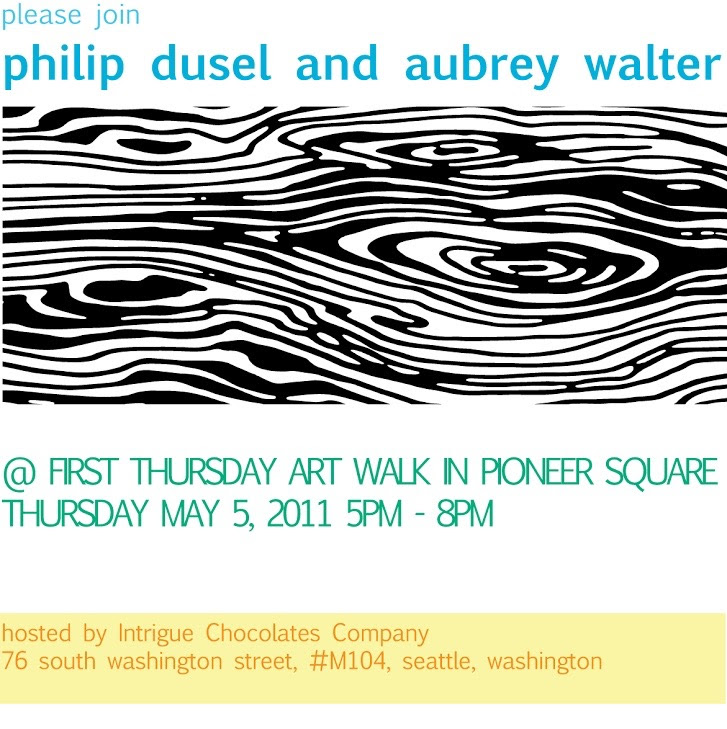 please join
philip dusel and aubrey walter
@ FIRST THURSDAY ART WALK IN PIONEER SQUARE
THURSDAY MAY 5, 2011 5PM - 8PM
hosted by Intrigue Chocolates Company
76 south washington street, #M104, seattle, washington